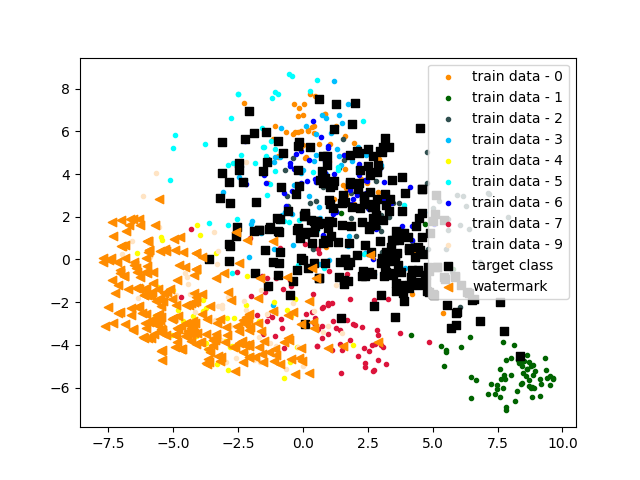 8
6
4
2
0
−2
−4
−6
−7.5 −5.0 −2.5 0.0 2.5 5.0 7.5 10.0
train data - 0
train data - 1
train data - 2
train data - 3
train data - 4
train data - 5
train data - 6
train data - 7
train data - 9
target class
watermark